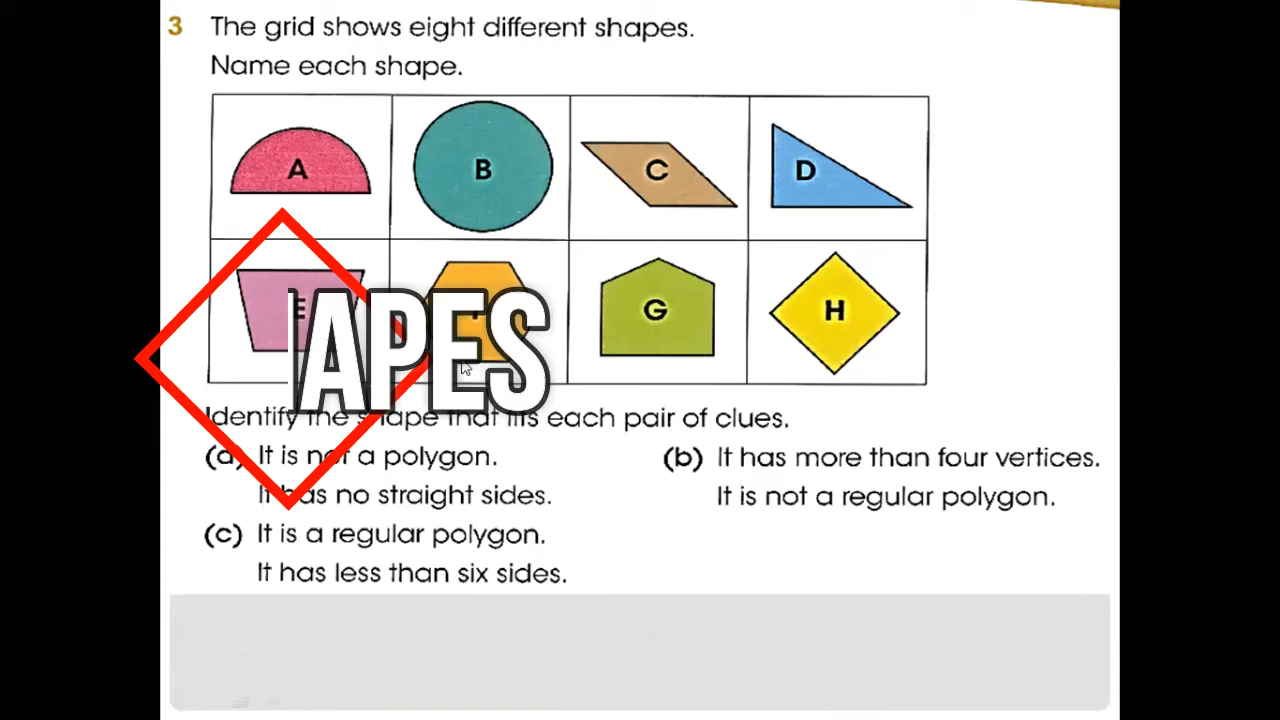 3 The grid shows eight different shapes.
Name each shape.
A B C D
E G H
APES
Identify the shape that fits each pair of clues.
(a) It is not a polygon.
It has no straight sides.
(b) It has more than four vertices.
It is not a regular polygon.
(c) It is a regular polygon.
It has less than six sides.